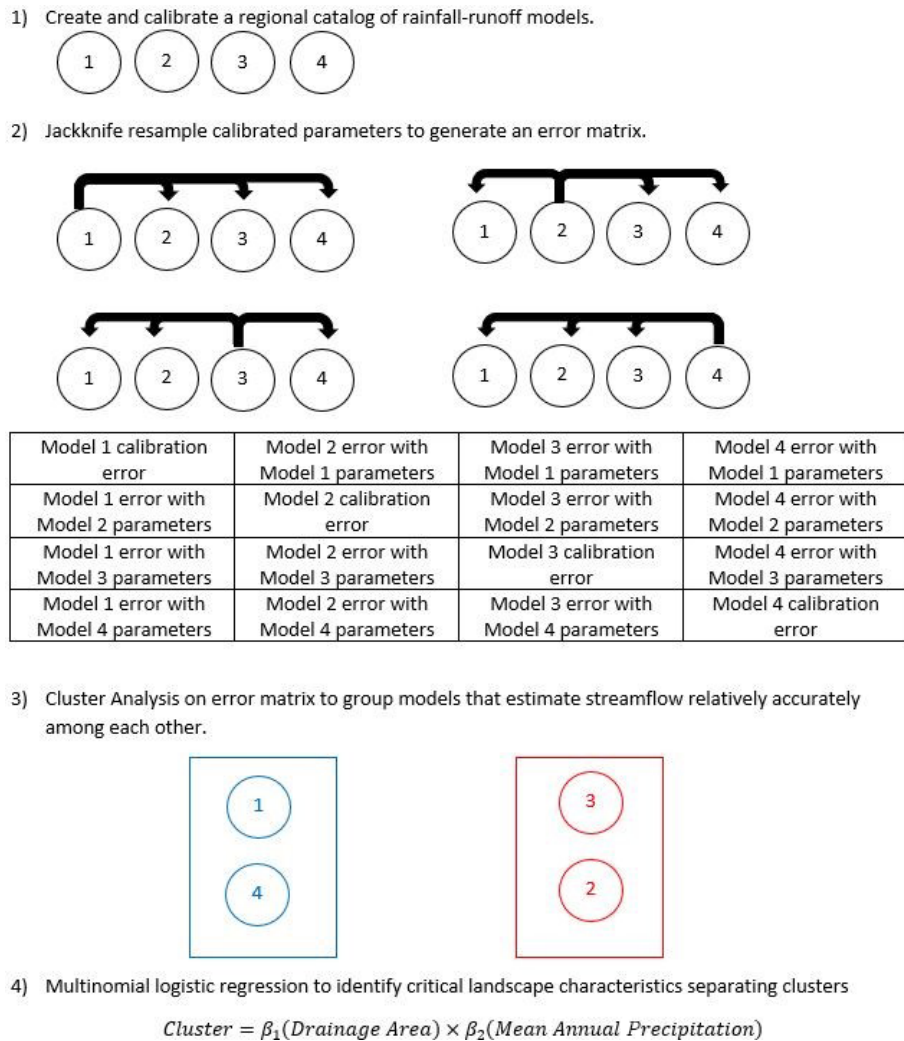 1) Create and calibrate a regional catalog of rainfall-runoff models.
1 2 3 4
2) Jackknife resample calibrated parameters to generate an error matrix.
1 2 3 4
1 2 3 4
1 2 3 4
1 2 3 4
Model 1 calibration error
Model 2 error with Model 1 parameters
Model 3 error with Model 1 parameters
Model 4 error with Model 1 parameters
Model 1 error with Model 2 parameters
Model 2 calibration error
Model 3 error with Model 2 parameters
Model 4 error with Model 2 parameters
Model 1 error with Model 3 parameters
Model 2 error with Model 3 parameters
Model 3 calibration error
Model 4 error with Model 3 parameters
Model 1 error with Model 4 parameters
Model 2 error with Model 4 parameters
Model 3 error with Model 4 parameters
Model 4 calibration error
3) Cluster Analysis on error matrix to group models that estimate streamflow relatively accurately
among each other.
1
4
3
2
4) Multinomial logistic regression to identify critical landscape characteristics separating clusters
Cluster = β₁(Drainage Area) × β₂(Mean Annual Precipitation)